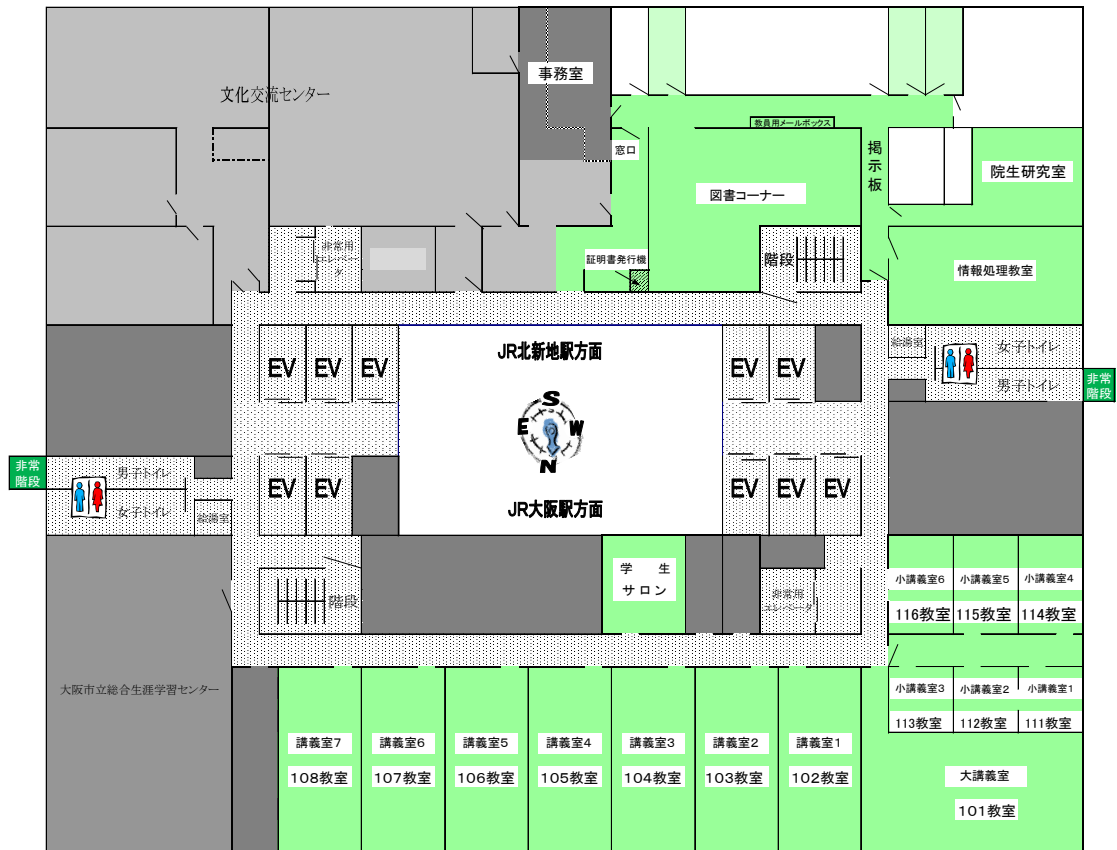 事務室
文化交流センター
教員用メールボックス
窓口
掲示板
図書コーナー
院生研究室
非常用
エレベータ
階段
証明書発行機
情報処理教室
EV
EV
EV
JR北新地駅方面
EV
EV
給湯室
女子トイレ
男子トイレ
非常
階段
S
E
W
N
非常
階段
男子トイレ
女子トイレ
給湯室
EV
EV
JR大阪駅方面
EV
EV
EV
階段
学 生
サロン
非常用
エレベータ
小講義室6
小講義室5
小講義室4
116教室
115教室
114教室
大阪市立総合生涯学習センター
小講義室3
小講義室2
小講義室1
113教室
112教室
111教室
講義室7
講義室6
講義室5
講義室4
講義室3
講義室2
講義室1
108教室
107教室
106教室
105教室
104教室
103教室
102教室
大講義室
101教室